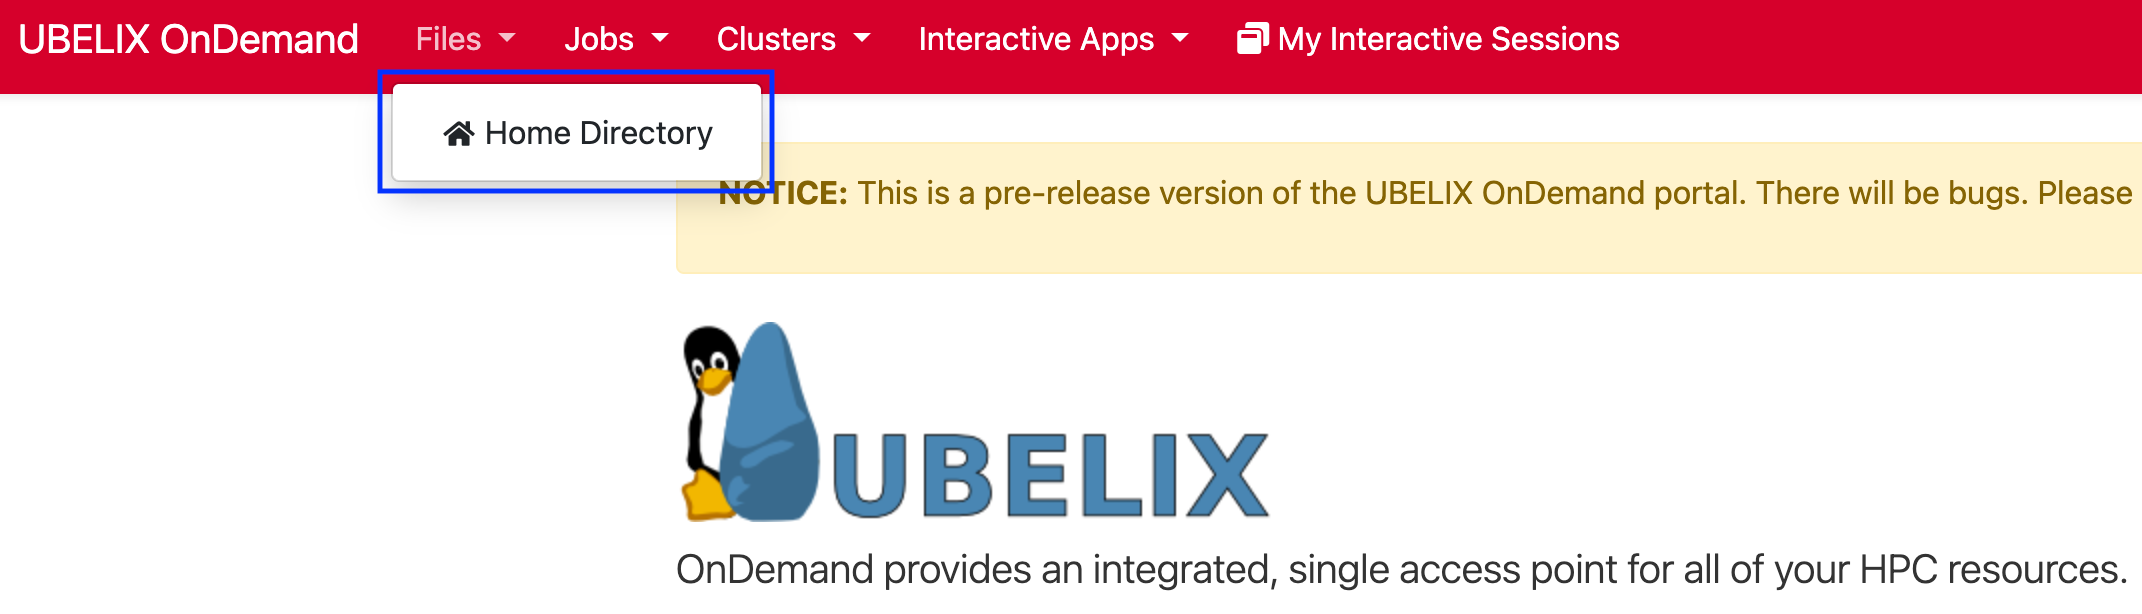 UBELIX OnDemand Files Jobs Clusters Interactive Apps My Interactive Sessions
Home Directory
NOTICE: This is a pre-release version of the UBELIX OnDemand portal. There will be bugs. Please
UBELIX
OnDemand provides an integrated, single access point for all of your HPC resources.